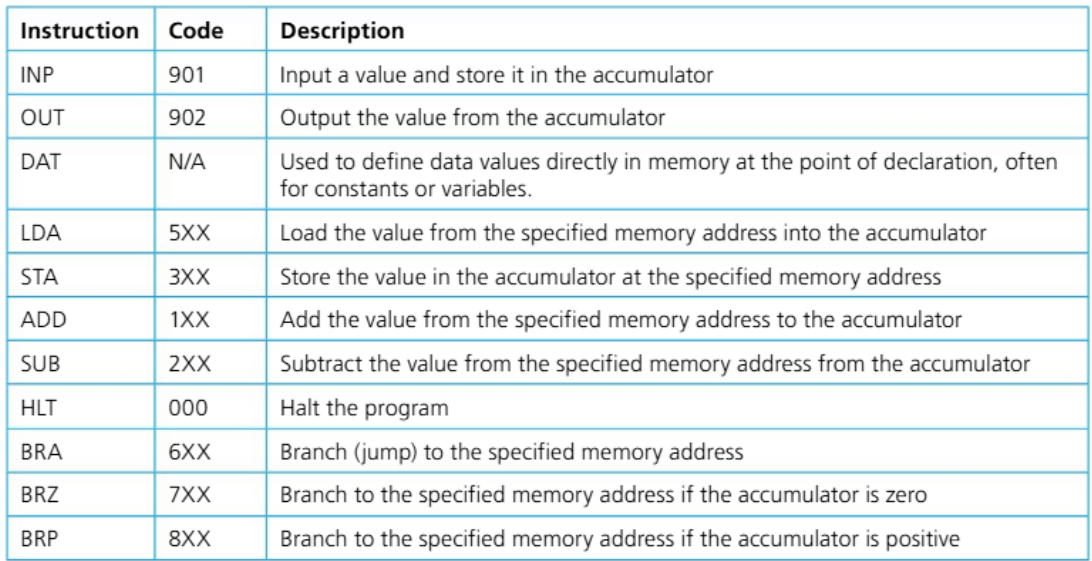 Instruction Code Description
INP 901 Input a value and store it in the accumulator
OUT 902 Output the value from the accumulator
DAT N/A Used to define data values directly in memory at the point of declaration, often
for constants or variables.
LDA 5XX Load the value from the specified memory address into the accumulator
STA 3XX Store the value in the accumulator at the specified memory address
ADD 1XX Add the value from the specified memory address to the accumulator
SUB 2XX Subtract the value from the specified memory address from the accumulator
HLT 000 Halt the program
BRA 6XX Branch (jump) to the specified memory address
BRZ 7XX Branch to the specified memory address if the accumulator is zero
BRP 8XX Branch to the specified memory address if the accumulator is positive